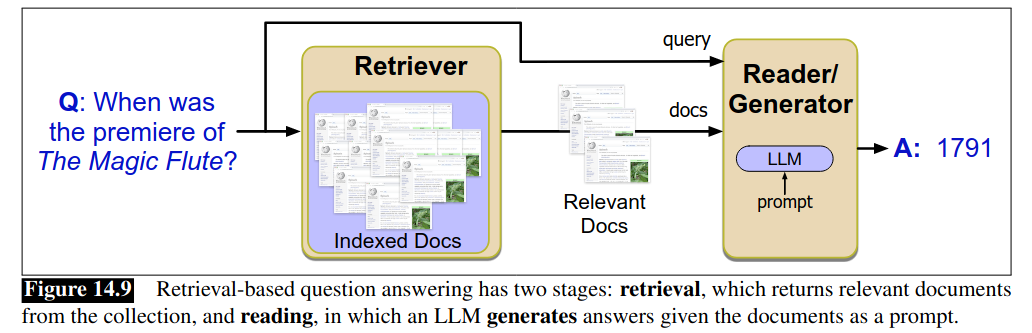 query
Retriever
Reader/
Generator
Q: When was
the premiere of
The Magic Flute?
docs
LLM
A: 1791
prompt
Relevant
Docs
Indexed Docs
Figure 14.9 Retrieval-based question answering has two stages: retrieval, which returns relevant documents
from the collection, and reading, in which an LLM generates answers given the documents as a prompt.